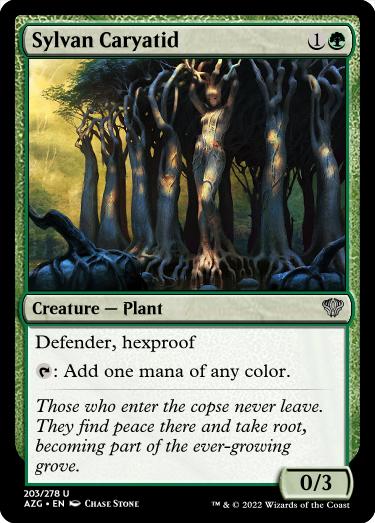 Sylvan Caryatid 1
Creature — Plant
Defender, hexproof
: Add one mana of any color.
Those who enter the copse never leave.
They find peace there and take root,
becoming part of the ever-growing
grove.
0/3
203/278 U
AZG • EN Chase Stone ™ & © 2022 Wizards of the Coast